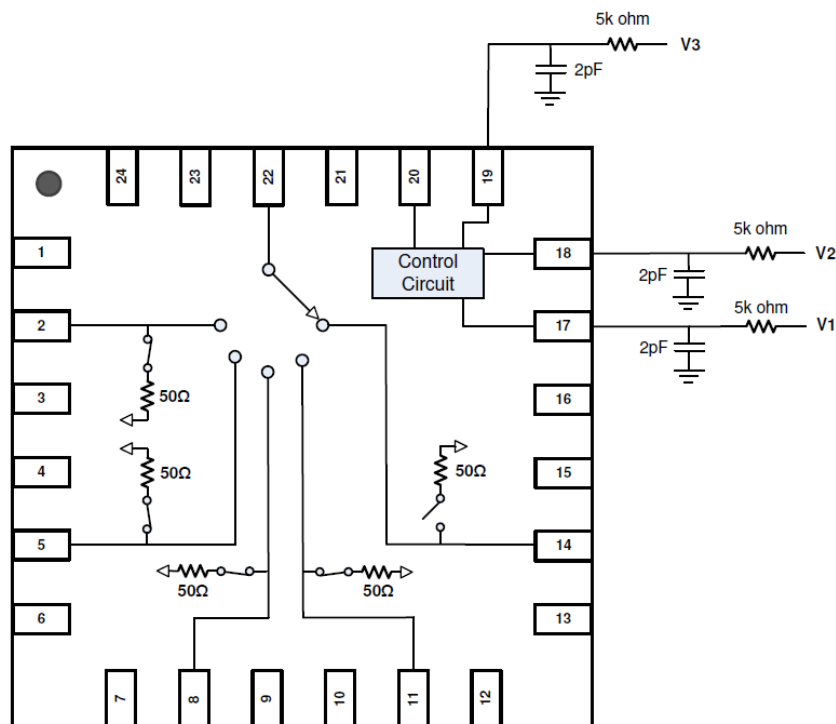 5k ohm
V3
2pF
24
23
22
21
20
19
1
Control
Circuit
18
5k ohm
V2
2pF
2
17
5k ohm
V1
2pF
3
50Ω
16
4
50Ω
50Ω
15
5
14
50Ω
50Ω
6
13
7
8
9
10
11
12